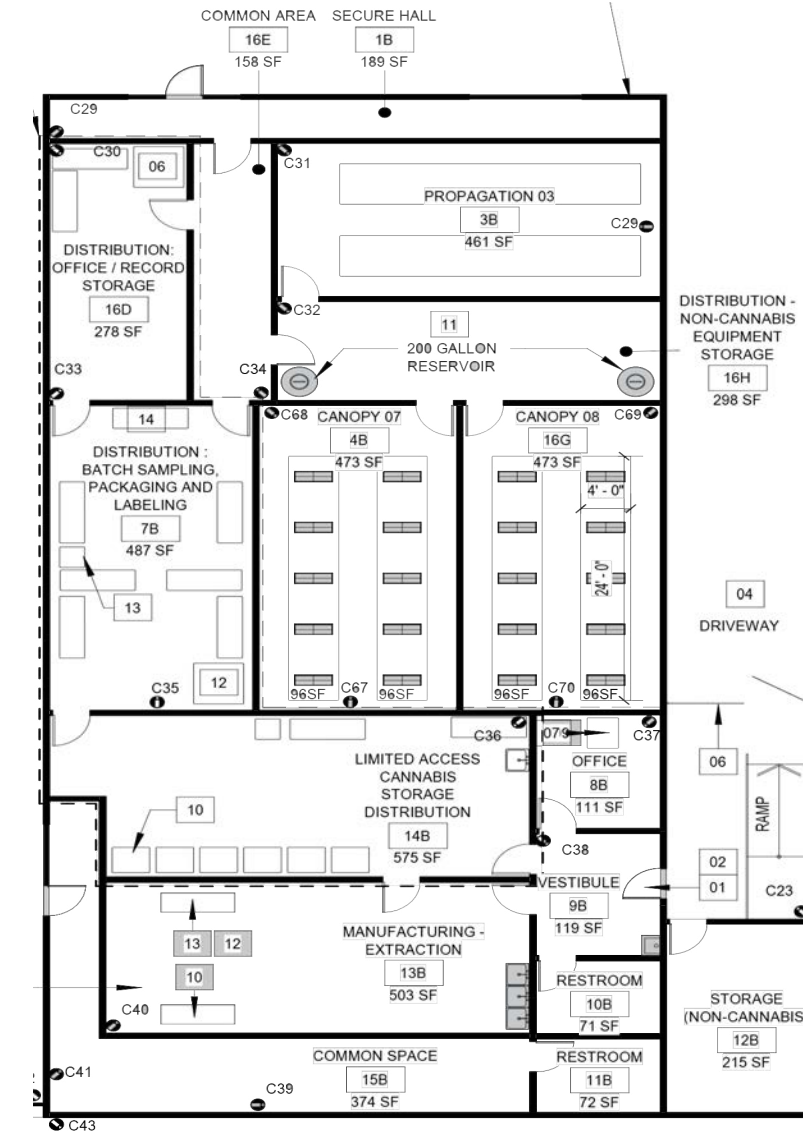 COMMON AREA
16E
158 SF
SECURE HALL
1B
189 SF
C29
C30
06
C31
PROPAGATION 03
3B
461 SF
C29
DISTRIBUTION:
OFFICE / RECORD
STORAGE
16D
278 SF
C32
11
200 GALLON
RESERVOIR
DISTRIBUTION -
NON-CANNABIS
EQUIPMENT
STORAGE
16H
298 SF
C33
C34
14
C68
CANOPY 07
4B
473 SF
CANOPY 08
16G
473 SF
C69
DISTRIBUTION :
BATCH SAMPLING,
PACKAGING AND
LABELING
7B
487 SF
4' - 0"
24' - 0"
13
04
DRIVEWAY
12
C35
96SF
96SF
C67
96SF
96SF
C70
C36
079
C37
OFFICE
8B
111 SF
LIMITED ACCESS
CANNABIS
STORAGE
DISTRIBUTION
14B
575 SF
10
06
RAMP
C38
02
01
C23
VESTIBULE
9B
119 SF
MANUFACTURING -
EXTRACTION
13B
503 SF
13
12
10
C40
RESTROOM
10B
71 SF
STORAGE
(NON-CANNABIS
12B
215 SF
COMMON SPACE
15B
374 SF
RESTROOM
11B
72 SF
C41
C39
C43